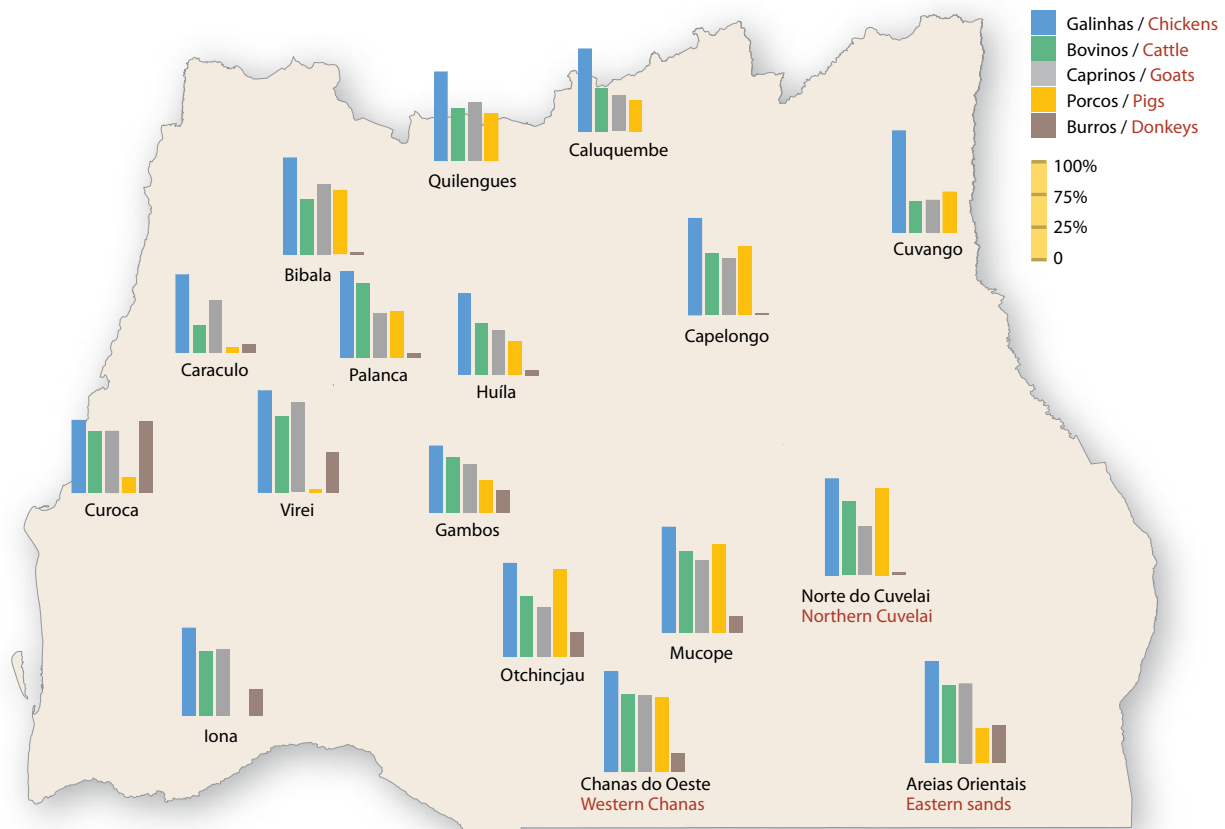 Galinhas / Chickens
Bovinos / Cattle
Caprinos / Goats
Porcos / Pigs
Burros / Donkeys
100%
75%
25%
0
Caluquembe
Quilengues
Cuvango
Bibala
Capelongo
Caraculo
Palanca
Huíla
Curoca
Virei
Gambos
Norte do Cuvelai
Northern Cuvelai
Mucope
Otchincjau
Iona
Chanas do Oeste
Western Chanas
Areias Orientais
Eastern sands